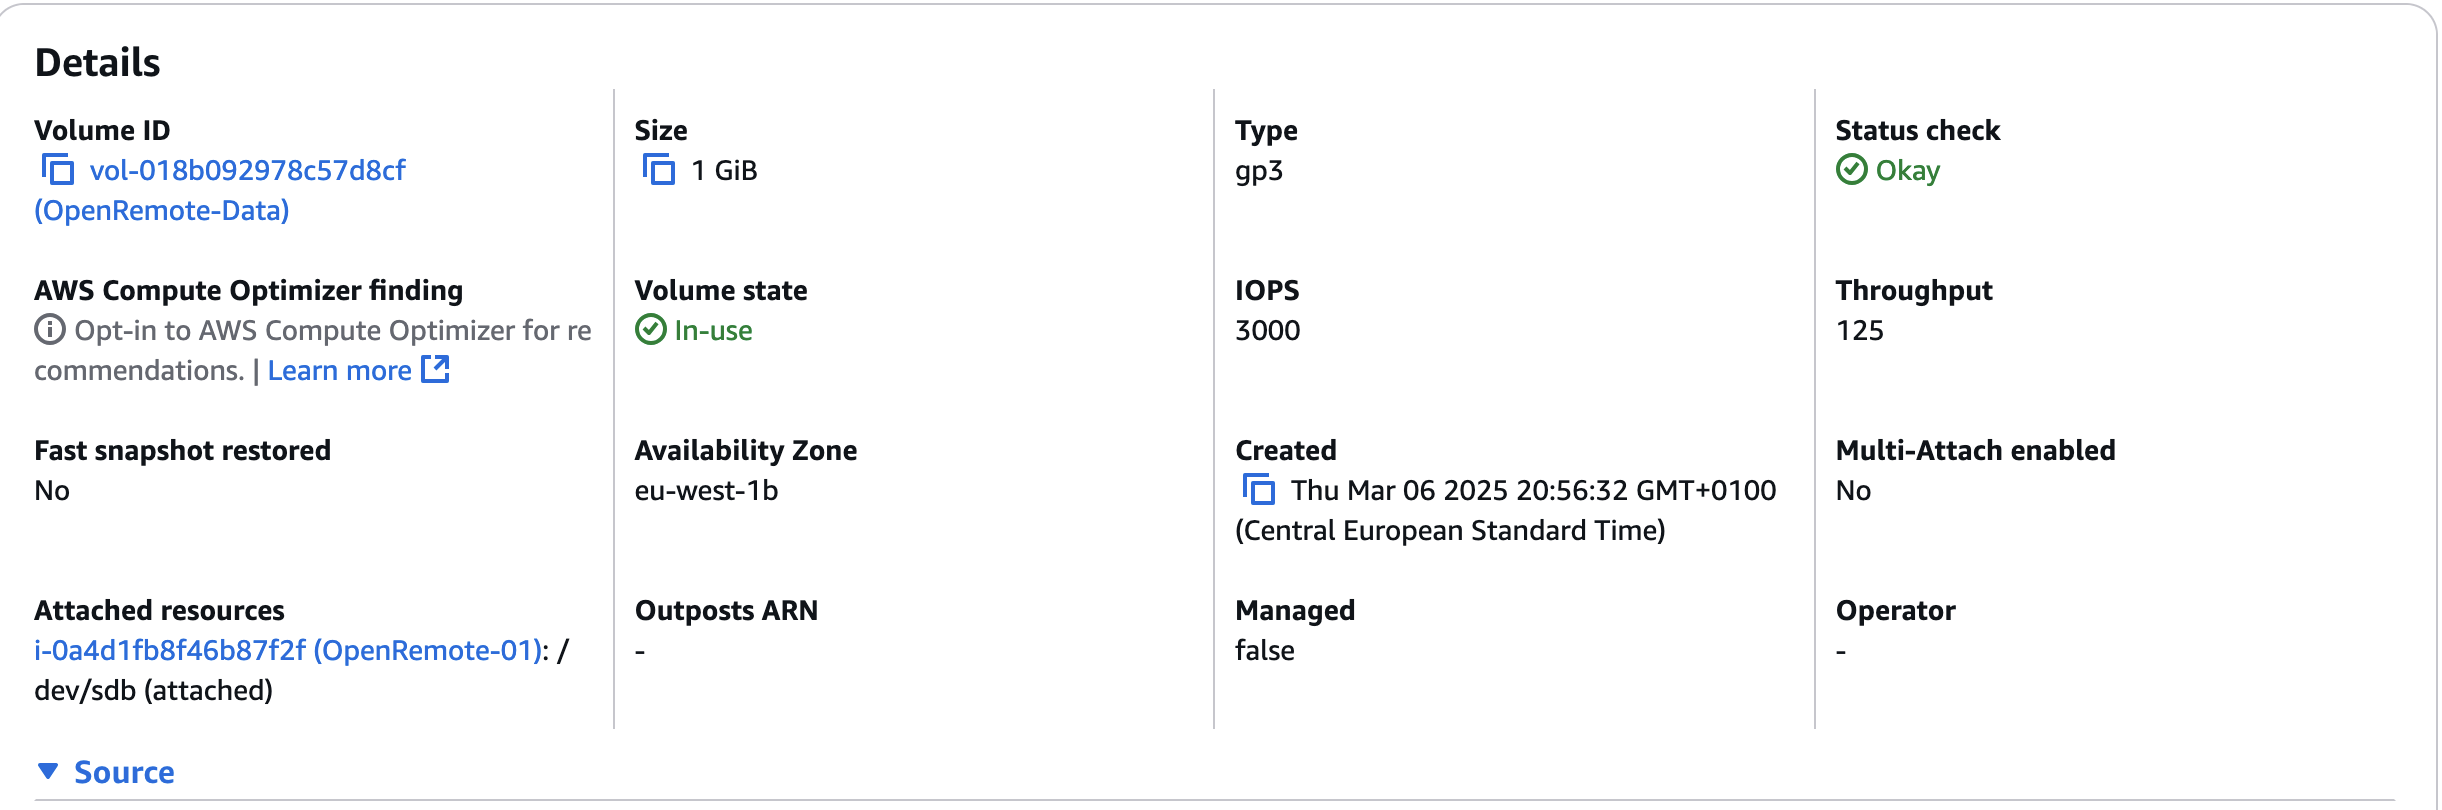 Details
Volume ID
vol-018b092978c57d8cf
(OpenRemote-Data)
Size
1 GiB
Type
gp3
Status check
Okay
AWS Compute Optimizer finding
Opt-in to AWS Compute Optimizer for re
commendations. | Learn more
Volume state
In-use
IOPS
3000
Throughput
125
Fast snapshot restored
No
Availability Zone
eu-west-1b
Created
Thu Mar 06 2025 20:56:32 GMT+0100
(Central European Standard Time)
Multi-Attach enabled
No
Attached resources
i-0a4d1fb8f46b87f2f (OpenRemote-01): /
dev/sdb (attached)
Outposts ARN
-
Managed
false
Operator
-
Source